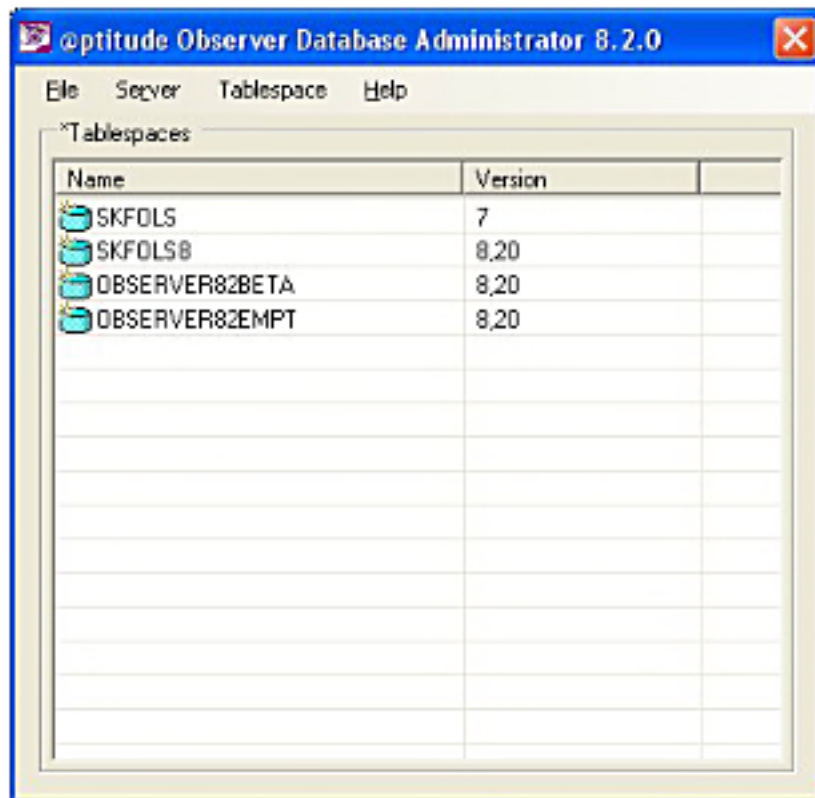 @ptitude Observer Database Administrator 8.2.0
File Server Tablespace Help
*Tablespaces
Name Version
SKFOLS 7
SKFOLS8 8,20
OBSERVER82BETA 8,20
OBSERVER82EMPT 8,20